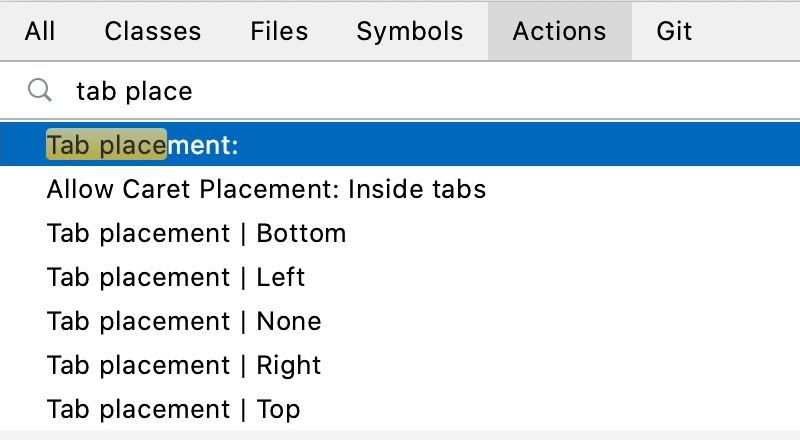 All Classes Files Symbols Actions Git
tab place
Tab placement:
Allow Caret Placement: Inside tabs
Tab placement | Bottom
Tab placement | Left
Tab placement | None
Tab placement | Right
Tab placement | Top